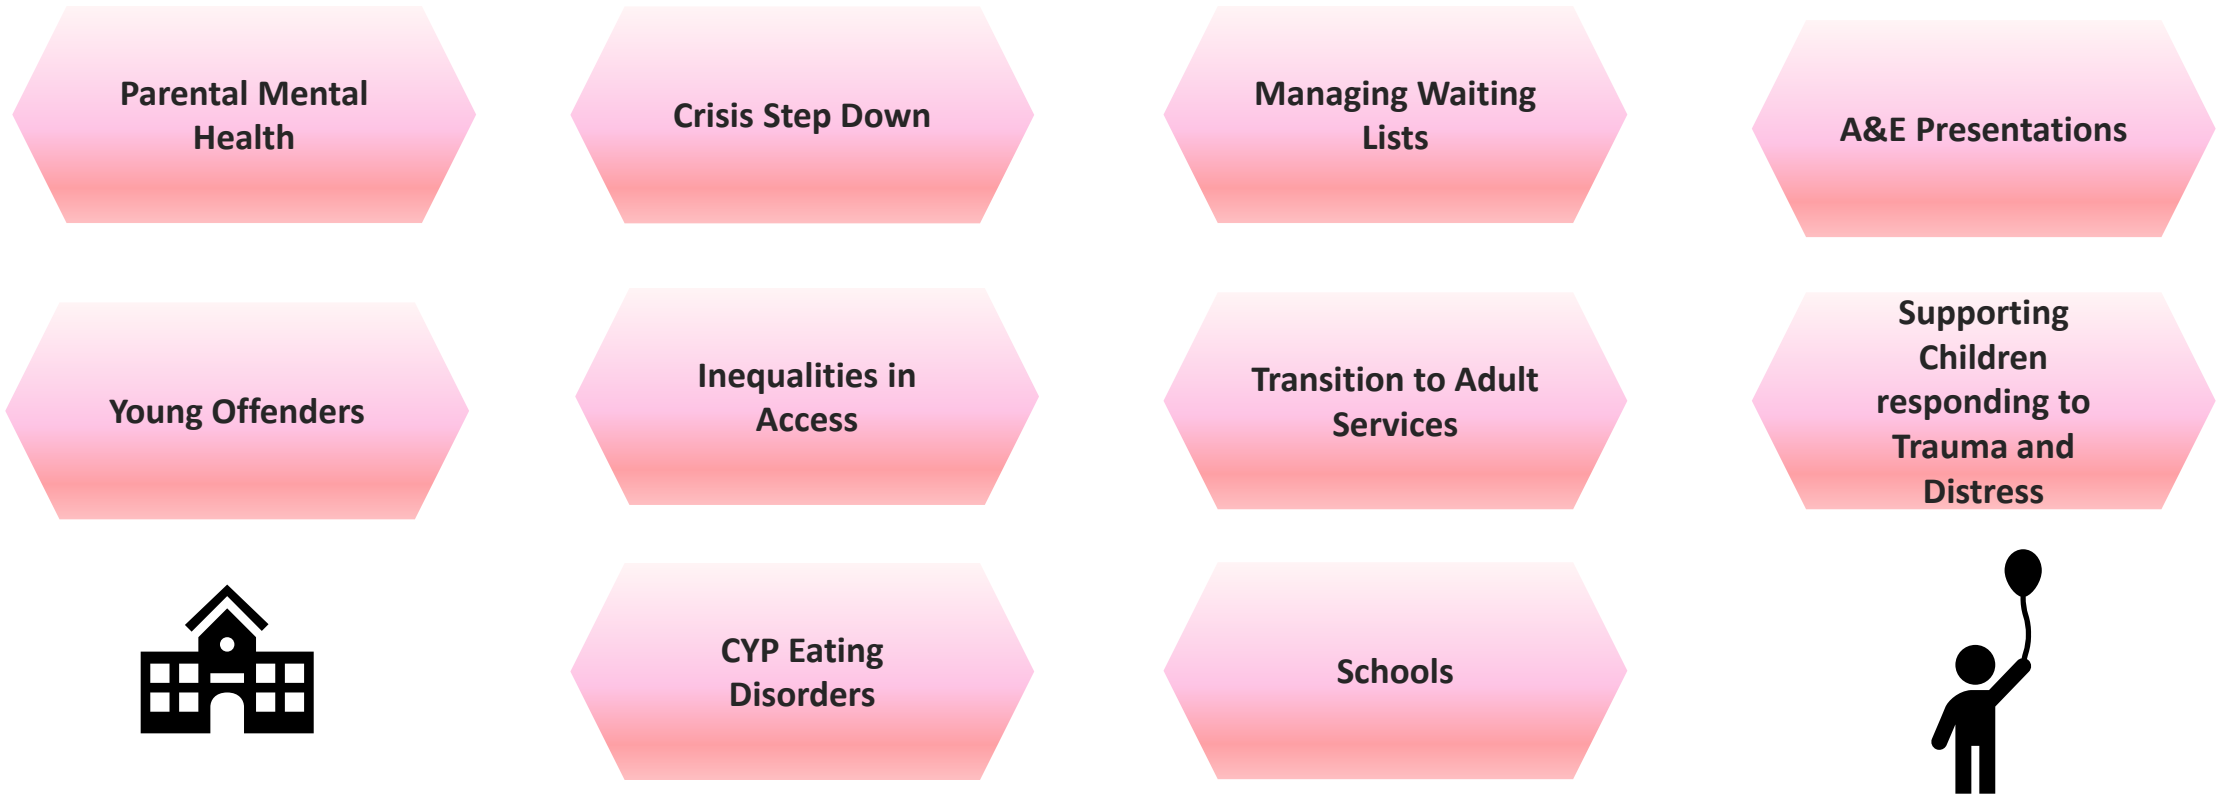 Parental Mental
Health
Crisis Step Down
Managing Waiting
Lists
A&E Presentations
Young Offenders
Inequalities in
Access
Transition to Adult
Services
Supporting
Children
responding to
Trauma and
Distress
CYP Eating
Disorders
Schools